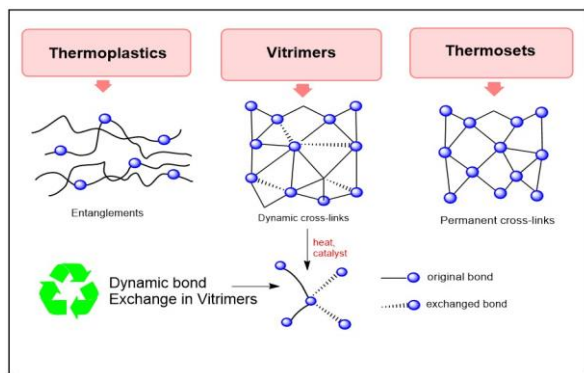 Thermoplastics
Vitrimers
Thermosets
Entanglements
Dynamic cross-links
Permanent cross-links
heat,
catalyst
Dynamic bond
Exchange in Vitrimers
original bond
exchanged bond